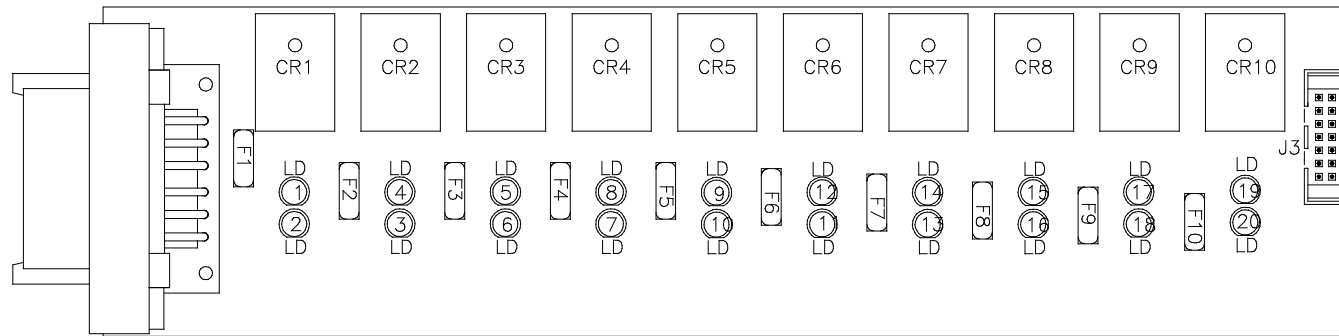 CR1 CR2 CR3 CR4 CR5 CR6 CR7 CR8 CR9 CR10
J3
F1 F2 F3 F4 F5 F6 F7 F8 F9 F10
LD LD LD LD LD LD LD LD LD LD
1 4 5 8 9 12 14 15 17 19
2 3 6 7 10 11 13 16 18 20
LD LD LD LD LD LD LD LD LD LD